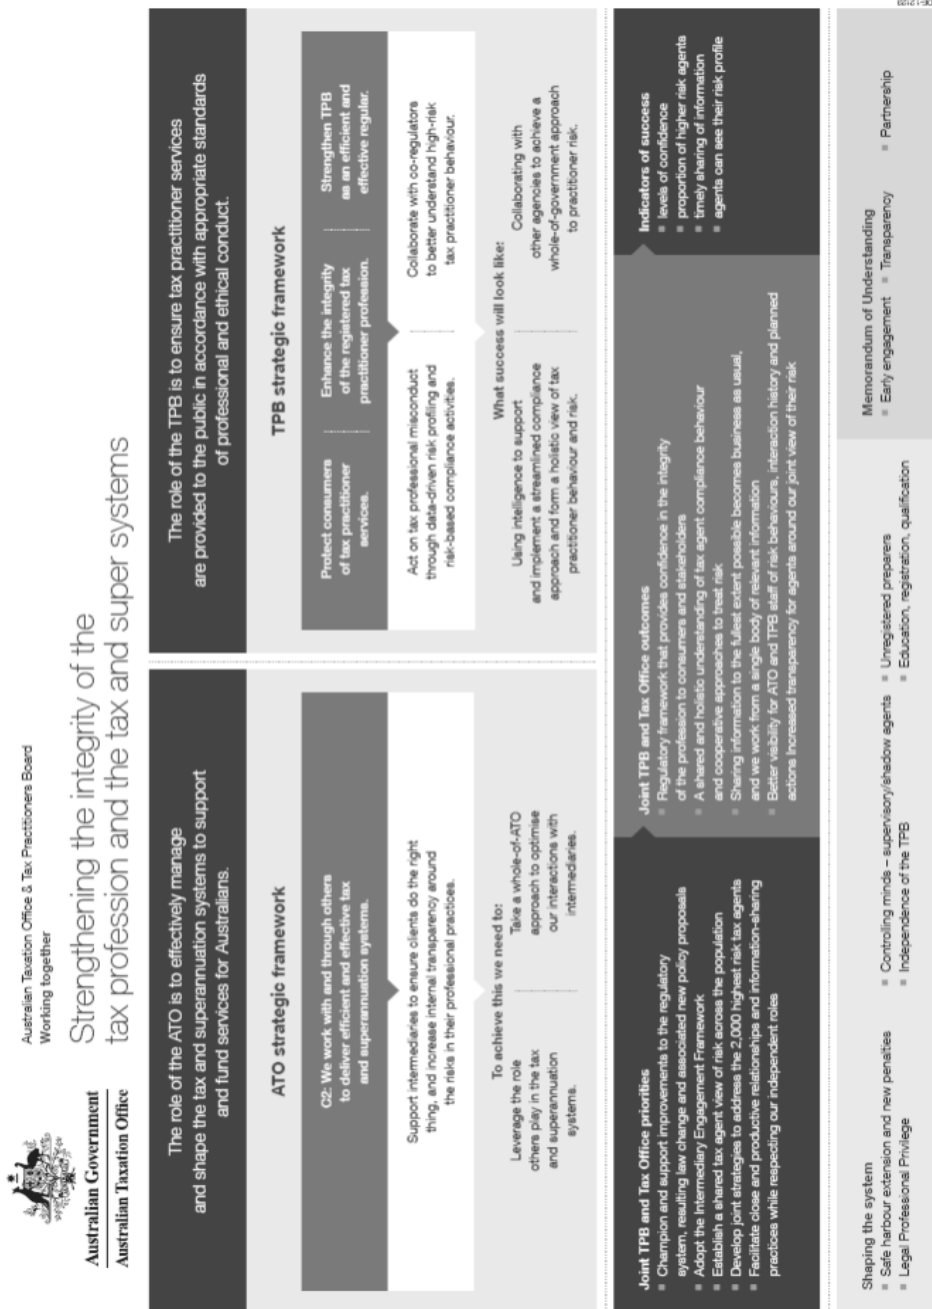 Australian Government
Australian Taxation Office
Australian Taxation Office & Tax Practitioners Board
Working together
Strengthening the integrity of the
tax profession and the tax and super systems
The role of the ATO is to effectively manage
and shape the tax and superannuation systems to support
and fund services for Australians.
ATO strategic framework
C2: We work with and through others
to deliver efficient and effective tax
and superannuation systems.
Support intermediaries to ensure clients do the right
thing, and increase internal transparency around
the risks in their professional practices.
To achieve this we need to:
Leverage the role
others play in the tax
and superannuation
systems.
Take a whole-of-ATO
approach to optimise
our interactions with
intermediaries.
The role of the TPB is to ensure tax practitioner services
are provided to the public in accordance with appropriate standards
of professional and ethical conduct.
TPB strategic framework
Protect consumers
of tax practitioner
services.
Enhance the integrity
of the registered tax
practitioner profession.
Strengthen TPB
as an efficient and
effective regular.
Act on tax professional misconduct
through data-driven risk profiling and
risk-based compliance activities.
Collaborate with co-regulators
to better understand high-risk
tax practitioner behaviour.
What success will look like:
Using intelligence to support
and implement a streamlined compliance
approach and form a holistic view of tax
practitioner behaviour and risk.
Collaborating with
other agencies to achieve a
whole-of-government approach
to practitioner risk.
Joint TPB and Tax Office priorities
■ Champion and support improvements to the regulatory
system, resulting law change and associated new policy proposals
■ Adopt the Intermediary Engagement Framework
■ Establish a shared tax agent view of risk across the population
■ Develop joint strategies to address the 2,000 highest risk tax agents
■ Facilitate close and productive relationships and information-sharing
practices while respecting our independent roles
Joint TPB and Tax Office outcomes
■ Regulatory framework that provides confidence in the integrity
of the profession to consumers and stakeholders
■ A shared and holistic understanding of tax agent compliance behaviour
and cooperative approaches to treat risk
■ Sharing information to the fullest extent possible becomes business as usual,
and we work from a single body of relevant information
■ Better visibility for ATO and TPB staff of risk behaviours, interaction history and planned
actions Increased transparency for agents around our joint view of their risk
Indicators of success
■ levels of confidence
■ proportion of higher risk agents
■ timely sharing of information
■ agents can see their risk profile
Shaping the system
■ Safe harbour extension and new penalties
■ Legal Professional Privilege
■ Controlling minds – supervisory/shadow agents
■ Independence of the TPB
■ Unregistered preparers
■ Education, registration, qualification
Memorandum of Understanding
■ Early engagement
■ Transparency
■ Partnership